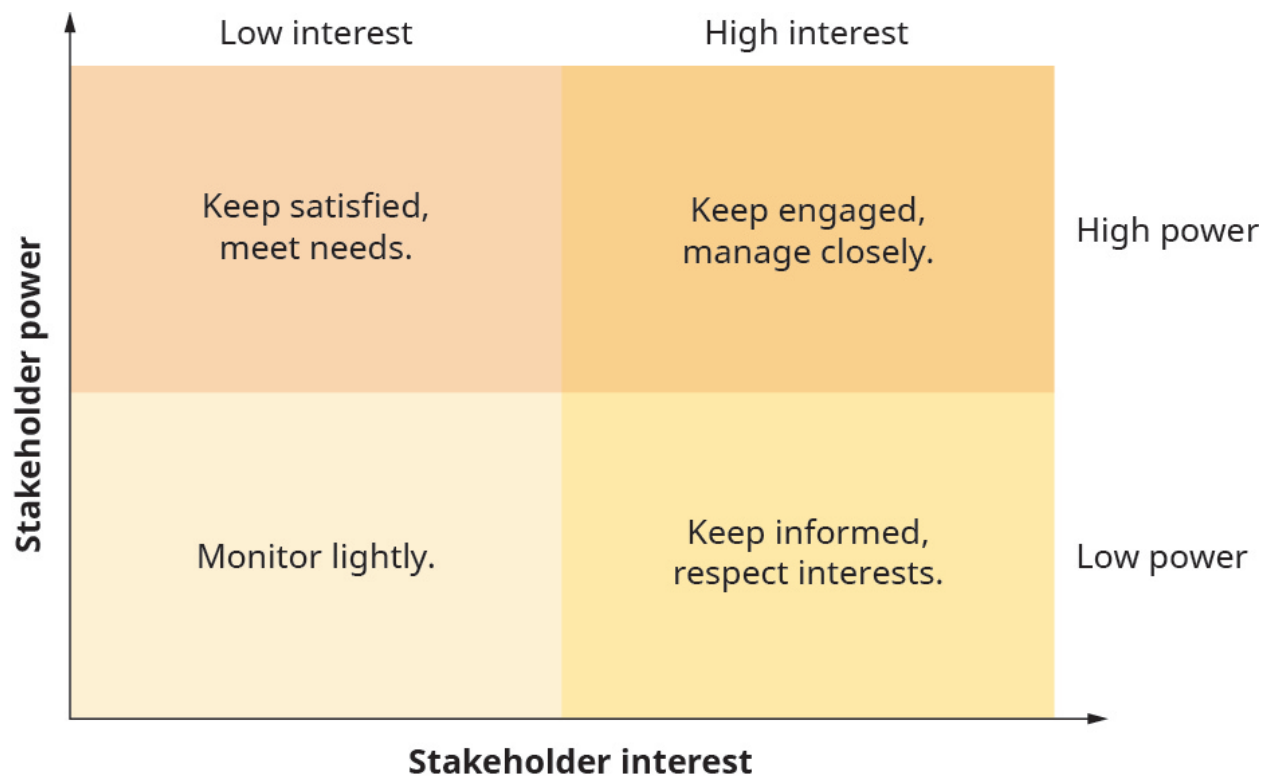 Low interest
High interest
Keep satisfied,
meet needs.
Keep engaged,
manage closely.
High power
Stakeholder power
Monitor lightly.
Keep informed,
respect interests.
Low power
Stakeholder interest